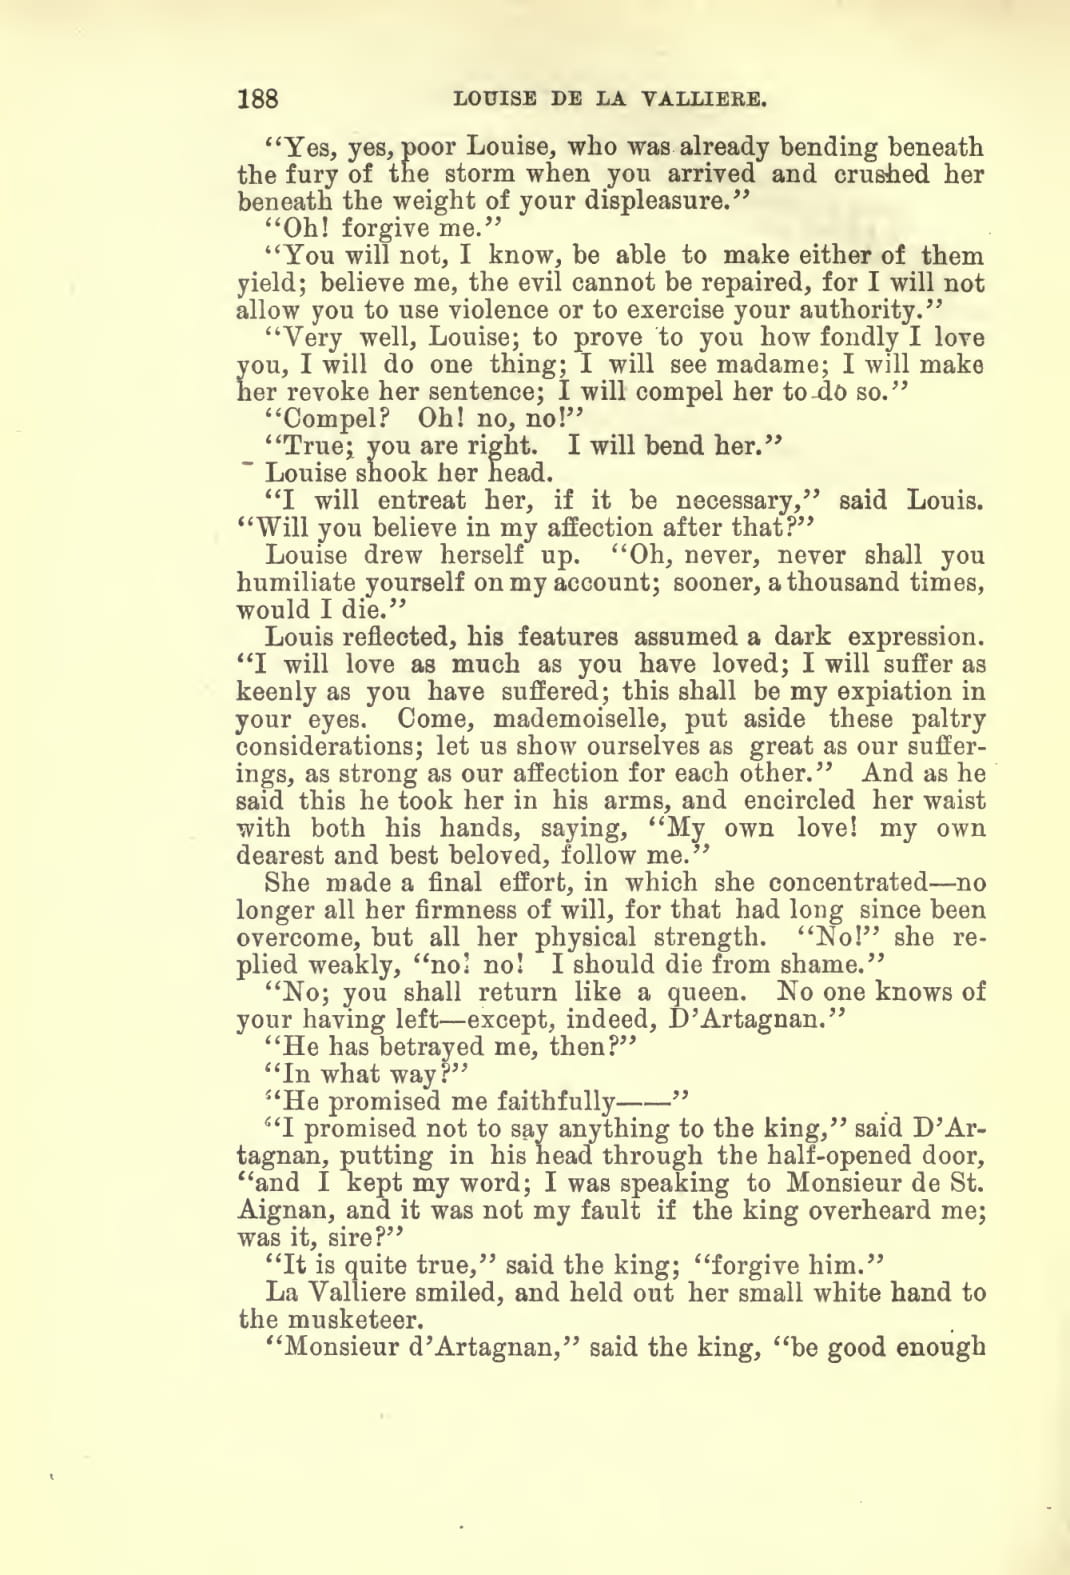 188 LOUISE DE LA VALLIERE.
“Yes, yes, poor Louise, who was already bending beneath
the fury of the storm when you arrived and crushed her
beneath the weight of your displeasure.”
“Oh! forgive me.”
“You will not, I know, be able to make either of them
yield; believe me, the evil cannot be repaired, for I will not
allow you to use violence or to exercise your authority.”
“Very well, Louise; to prove to you how fondly I love
you, I will do one thing; I will see madame; I will make
her revoke her sentence; I will compel her to do so.”
“Compel? Oh! no, no!”
“True; you are right. I will bend her.”
Louise shook her head.
“I will entreat her, if it be necessary,” said Louis.
“Will you believe in my affection after that?”
Louise drew herself up. “Oh, never, never shall you
humiliate yourself on my account; sooner, a thousand times,
would I die.”
Louis reflected, his features assumed a dark expression.
“I will love as much as you have loved; I will suffer as
keenly as you have suffered; this shall be my expiation in
your eyes. Come, mademoiselle, put aside these paltry
considerations; let us show ourselves as great as our suffer-
ings, as strong as our affection for each other.” And as he
said this he took her in his arms, and encircled her waist
with both his hands, saying, “My own love! my own
dearest and best beloved, follow me.”
She made a final effort, in which she concentrated—no
longer all her firmness of will, for that had long since been
overcome, but all her physical strength. “No!” she re-
plied weakly, “no! no! I should die from shame.”
“No; you shall return like a queen. No one knows of
your having left—except, indeed, D’Artagnan.”
“He has betrayed me, then?”
“In what way?”
“He promised me faithfully——”
“I promised not to say anything to the king,” said D’Ar-
tagnan, putting in his head through the half-opened door,
“and I kept my word; I was speaking to Monsieur de St.
Aignan, and it was not my fault if the king overheard me;
was it, sire?”
“It is quite true,” said the king; “forgive him.”
La Valliere smiled, and held out her small white hand to
the musketeer.
“Monsieur d’Artagnan,” said the king, “be good enough